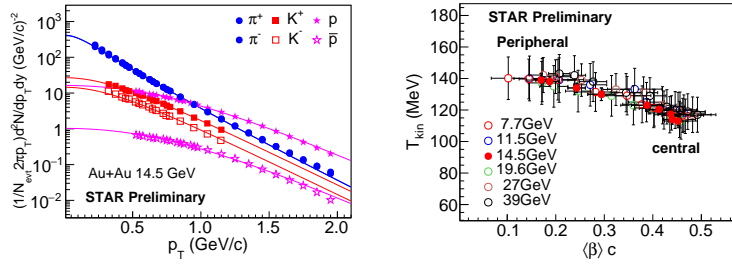 (1/N_evt 2πp_T)d²N/dp_T dy (GeV/c)⁻²
10³
10²
10
1
10⁻¹
10⁻²
π⁺ K⁺ p
π⁻ K⁻ p̄
Au+Au 14.5 GeV
STAR Preliminary
0.5 1.0 1.5 2.0
p_T (GeV/c)
T_kin (MeV)
180
160
140
120
100
80
60
STAR Preliminary
Peripheral
central
7.7GeV
11.5GeV
14.5GeV
19.6GeV
27GeV
39GeV
0 0.1 0.2 0.3 0.4 0.5
⟨β⟩ c